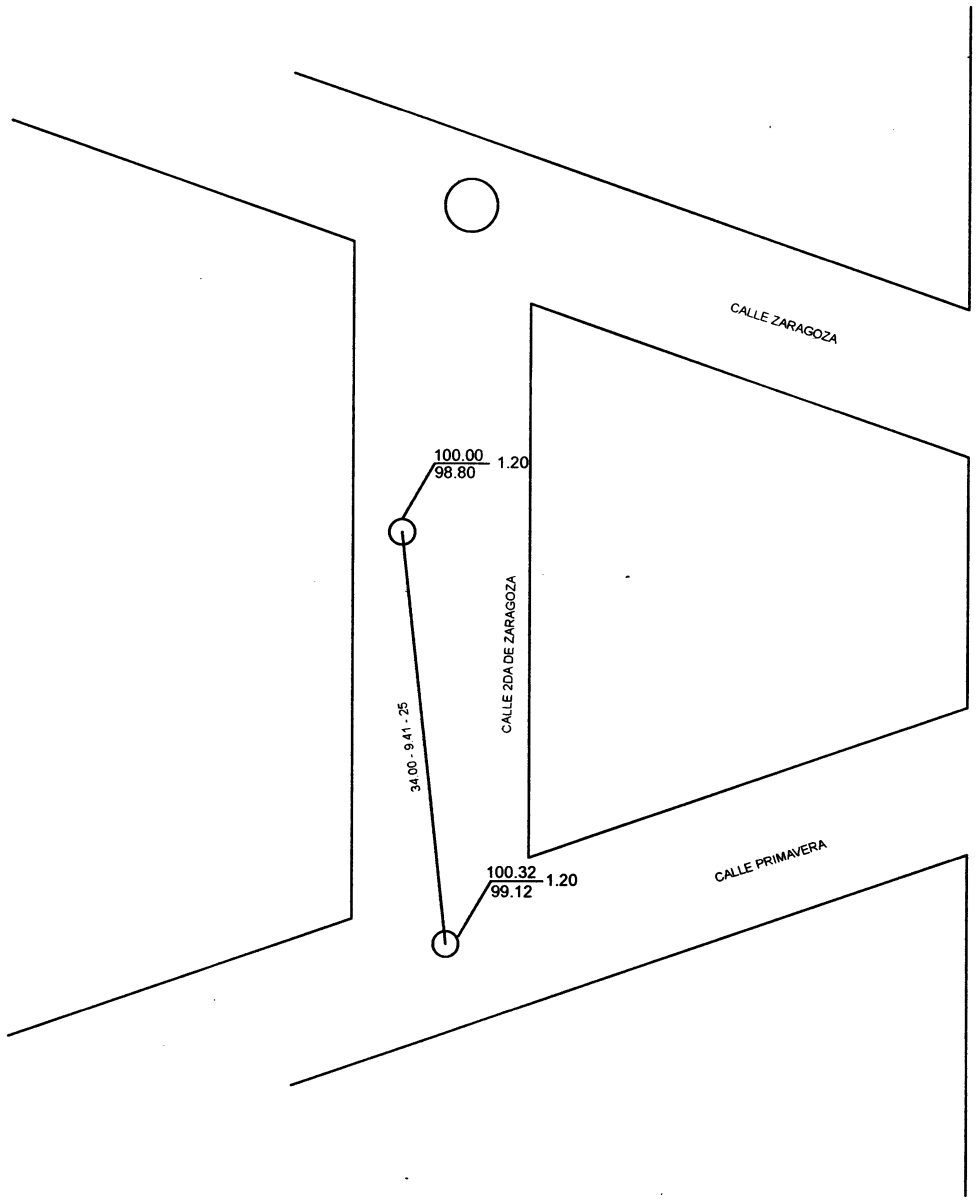 CALLE ZARAGOZA
100.00
98.80
1.20
CALLE 2DA DE ZARAGOZA
34.00 - 9.41 - 25
CALLE PRIMAVERA
100.32
99.12
1.20